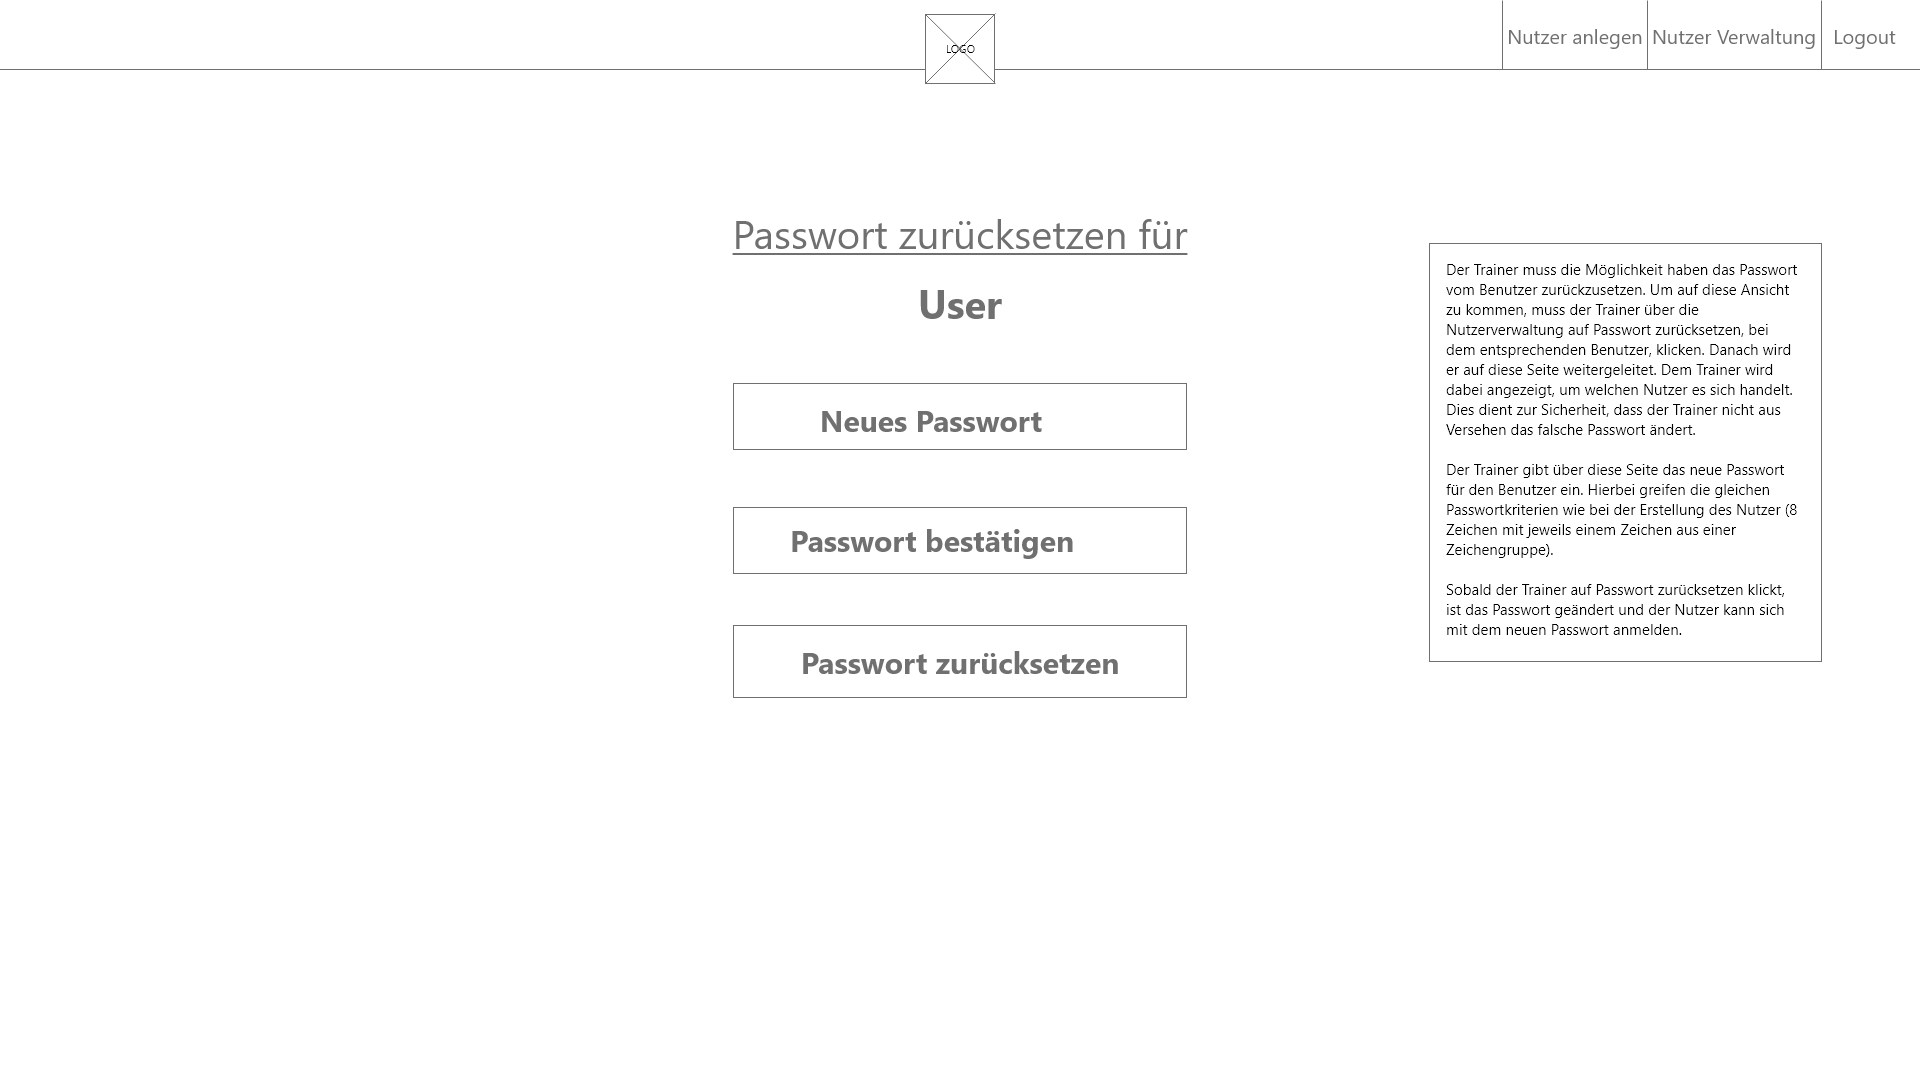 LOGO
Nutzer anlegen
Nutzer Verwaltung
Logout
Passwort zurücksetzen für
User
Neues Passwort
Passwort bestätigen
Passwort zurücksetzen
Der Trainer muss die Möglichkeit haben das Passwort
vom Benutzer zurückzusetzen. Um auf diese Ansicht
zu kommen, muss der Trainer über die
Nutzerverwaltung auf Passwort zurücksetzen, bei
dem entsprechenden Benutzer, klicken. Danach wird
er auf diese Seite weitergeleitet. Dem Trainer wird
dabei angezeigt, um welchen Nutzer es sich handelt.
Dies dient zur Sicherheit, dass der Trainer nicht aus
Versehen das falsche Passwort ändert.
Der Trainer gibt über diese Seite das neue Passwort
für den Benutzer ein. Hierbei greifen die gleichen
Passwortkriterien wie bei der Erstellung des Nutzer (8
Zeichen mit jeweils einem Zeichen aus einer
Zeichengruppe).
Sobald der Trainer auf Passwort zurücksetzen klickt,
ist das Passwort geändert und der Nutzer kann sich
mit dem neuen Passwort anmelden.